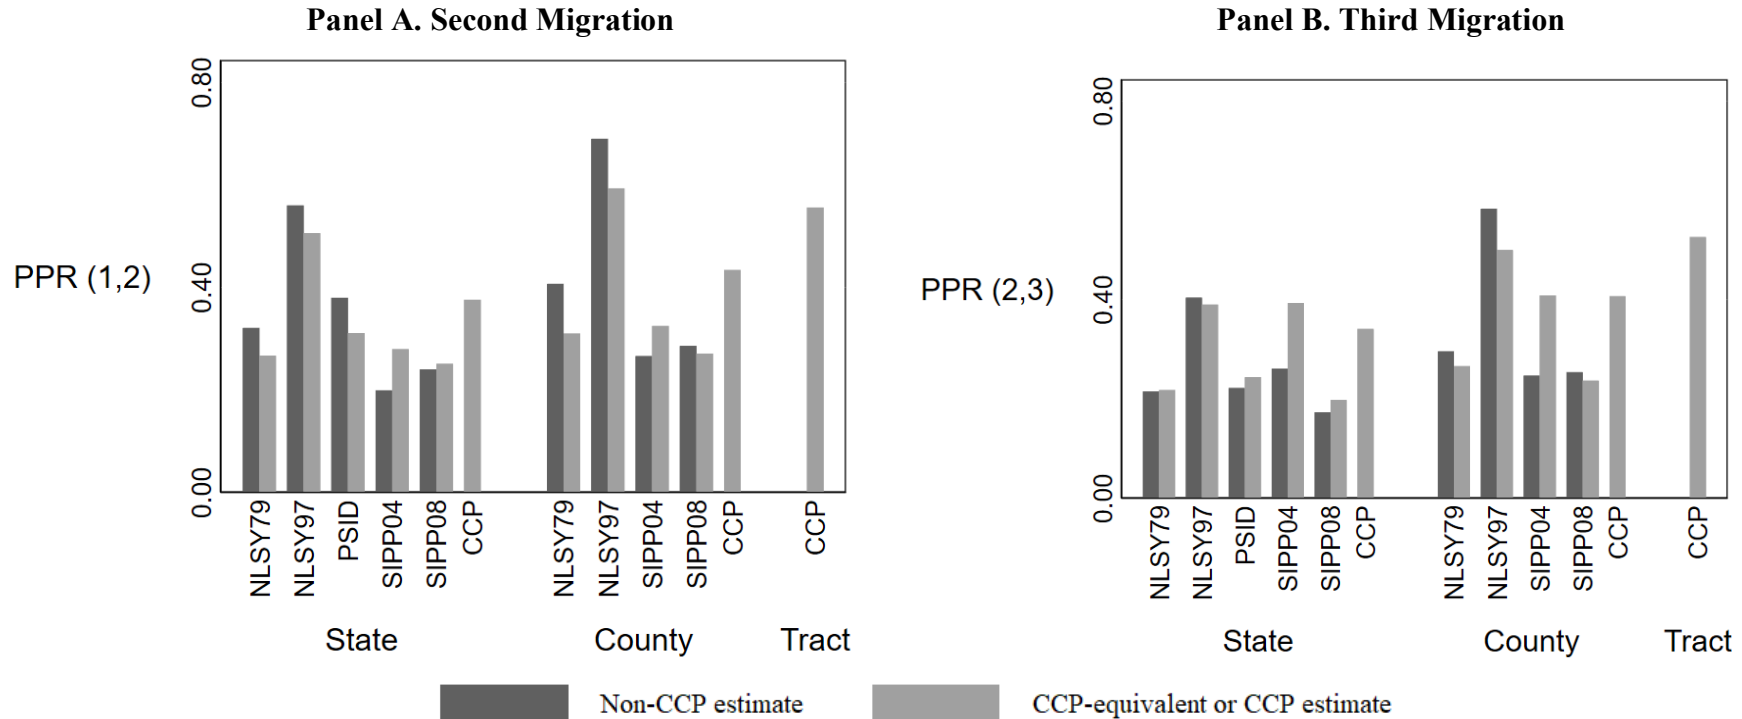 Panel A. Second Migration
PPR (1,2)
0.80
0.40
0.00
NLSY79
NLSY97
PSID
SIPP04
SIPP08
CCP
NLSY79
NLSY97
SIPP04
SIPP08
CCP
CCP
State
County
Tract
Panel B. Third Migration
PPR (2,3)
0.80
0.40
0.00
NLSY79
NLSY97
PSID
SIPP04
SIPP08
CCP
NLSY79
NLSY97
SIPP04
SIPP08
CCP
CCP
State
County
Tract
Non-CCP estimate
CCP-equivalent or CCP estimate